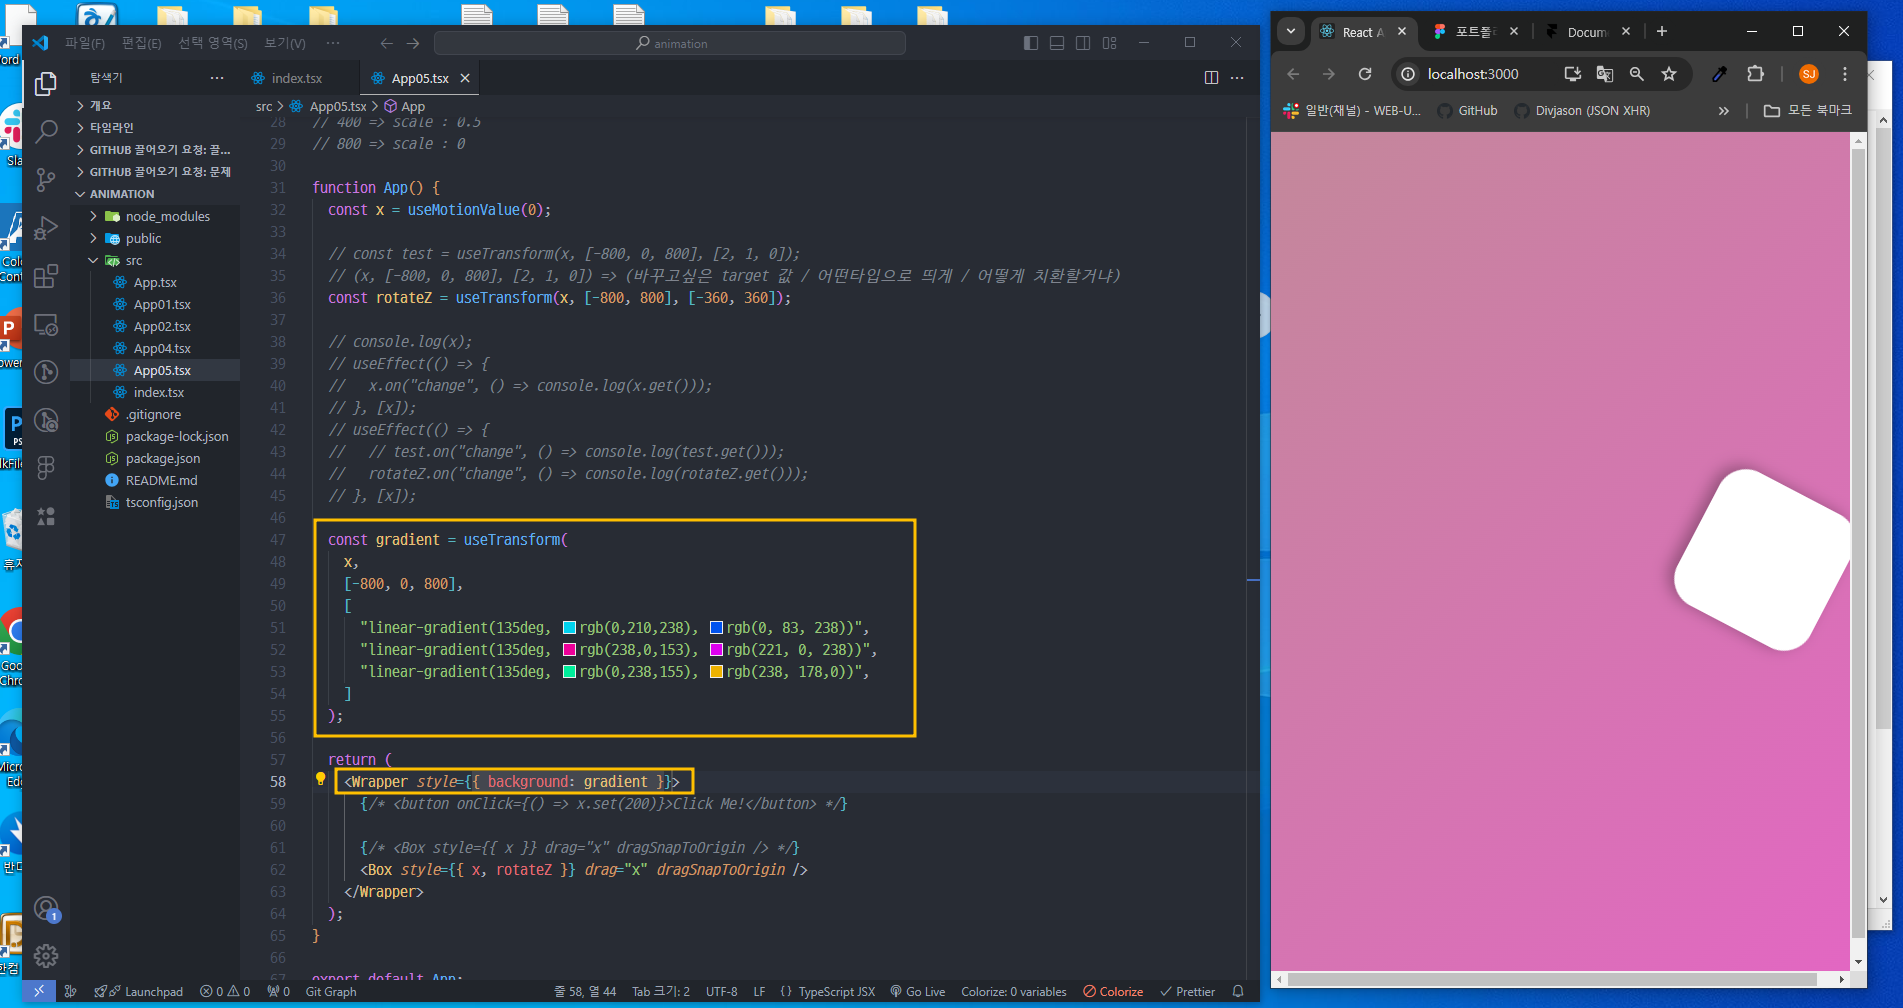 파일(F) 편집(E) 선택 영역(S) 보기(V) ···
animation
탐색기
개요
타임라인
GITHUB 끌어오기 요청: 끌...
GITHUB 끌어오기 요청: 문제
ANIMATION
node_modules
public
src
App.tsx
App01.tsx
App02.tsx
App04.tsx
App05.tsx
index.tsx
.gitignore
package-lock.json
package.json
README.md
tsconfig.json
index.tsx
App05.tsx
src > App05.tsx > App
28 // 400 => scale : 0.5
29 // 800 => scale : 0
30
31 function App() {
32 const x = useMotionValue(0);
33
34 // const test = useTransform(x, [-800, 0, 800], [2, 1, 0]);
35 // (x, [-800, 0, 800], [2, 1, 0]) => (바꾸고싶은 target 값 / 어떤타입으로 띄게 / 어떻게 치환할거냐)
36 const rotateZ = useTransform(x, [-800, 800], [-360, 360]);
37
38 // console.log(x);
39 // useEffect(() => {
40 //   x.on("change", () => console.log(x.get()));
41 // }, [x]);
42 // useEffect(() => {
43 //   // test.on("change", () => console.log(test.get()));
44 //   rotateZ.on("change", () => console.log(rotateZ.get()));
45 // }, [x]);
46
47 const gradient = useTransform(
48 x,
49 [-800, 0, 800],
50 [
51 "linear-gradient(135deg, rgb(0,210,238), rgb(0, 83, 238))",
52 "linear-gradient(135deg, rgb(238,0,153), rgb(221, 0, 238))",
53 "linear-gradient(135deg, rgb(0,238,155), rgb(238, 178,0))",
54 ]
55 );
56
57 return (
58 <Wrapper style={{ background: gradient }}>
59 {/* <button onClick={() => x.set(200)}>Click Me!</button> */}
60
61 {/* <Box style={{ x }} drag="x" dragSnapToOrigin /> */}
62 <Box style={{ x, rotateZ }} drag="x" dragSnapToOrigin />
63 </Wrapper>
64 );
65 }
66
67 export default App;
1
Launchpad 0 0 0 Git Graph 줄 58, 열 44 Tab 크기: 2 UTF-8 LF {} TypeScript JSX Go Live Colorize: 0 variables Colorize Prettier
React A
포트폴
Docum
localhost:3000
SJ
일반(채널) - WEB-U...
GitHub
Divjason (JSON XHR)
모든 북마크